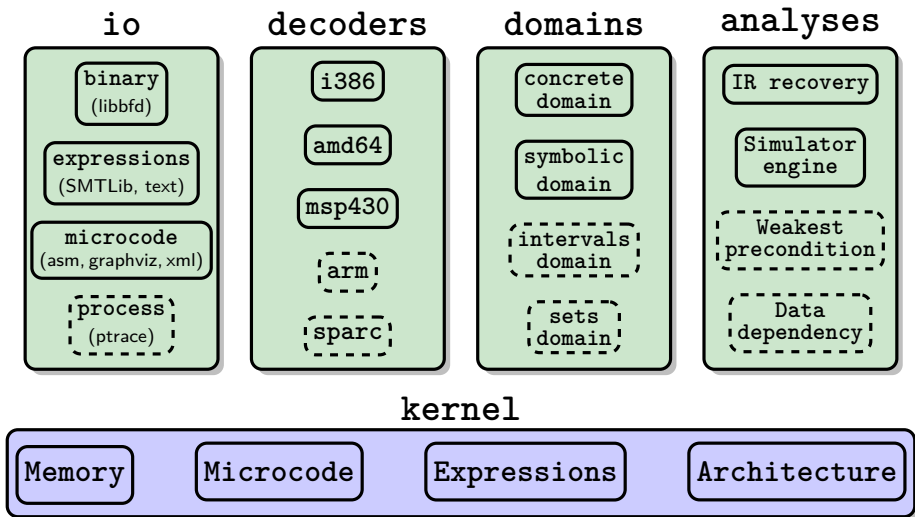 io
binary
(libbfd)
expressions
(SMTLib, text)
microcode
(asm, graphviz, xml)
process
(ptrace)
decoders
i386
amd64
msp430
arm
sparc
domains
concrete
domain
symbolic
domain
intervals
domain
sets
domain
analyses
IR recovery
Simulator
engine
Weakest
precondition
Data
dependency
kernel
Memory
Microcode
Expressions
Architecture